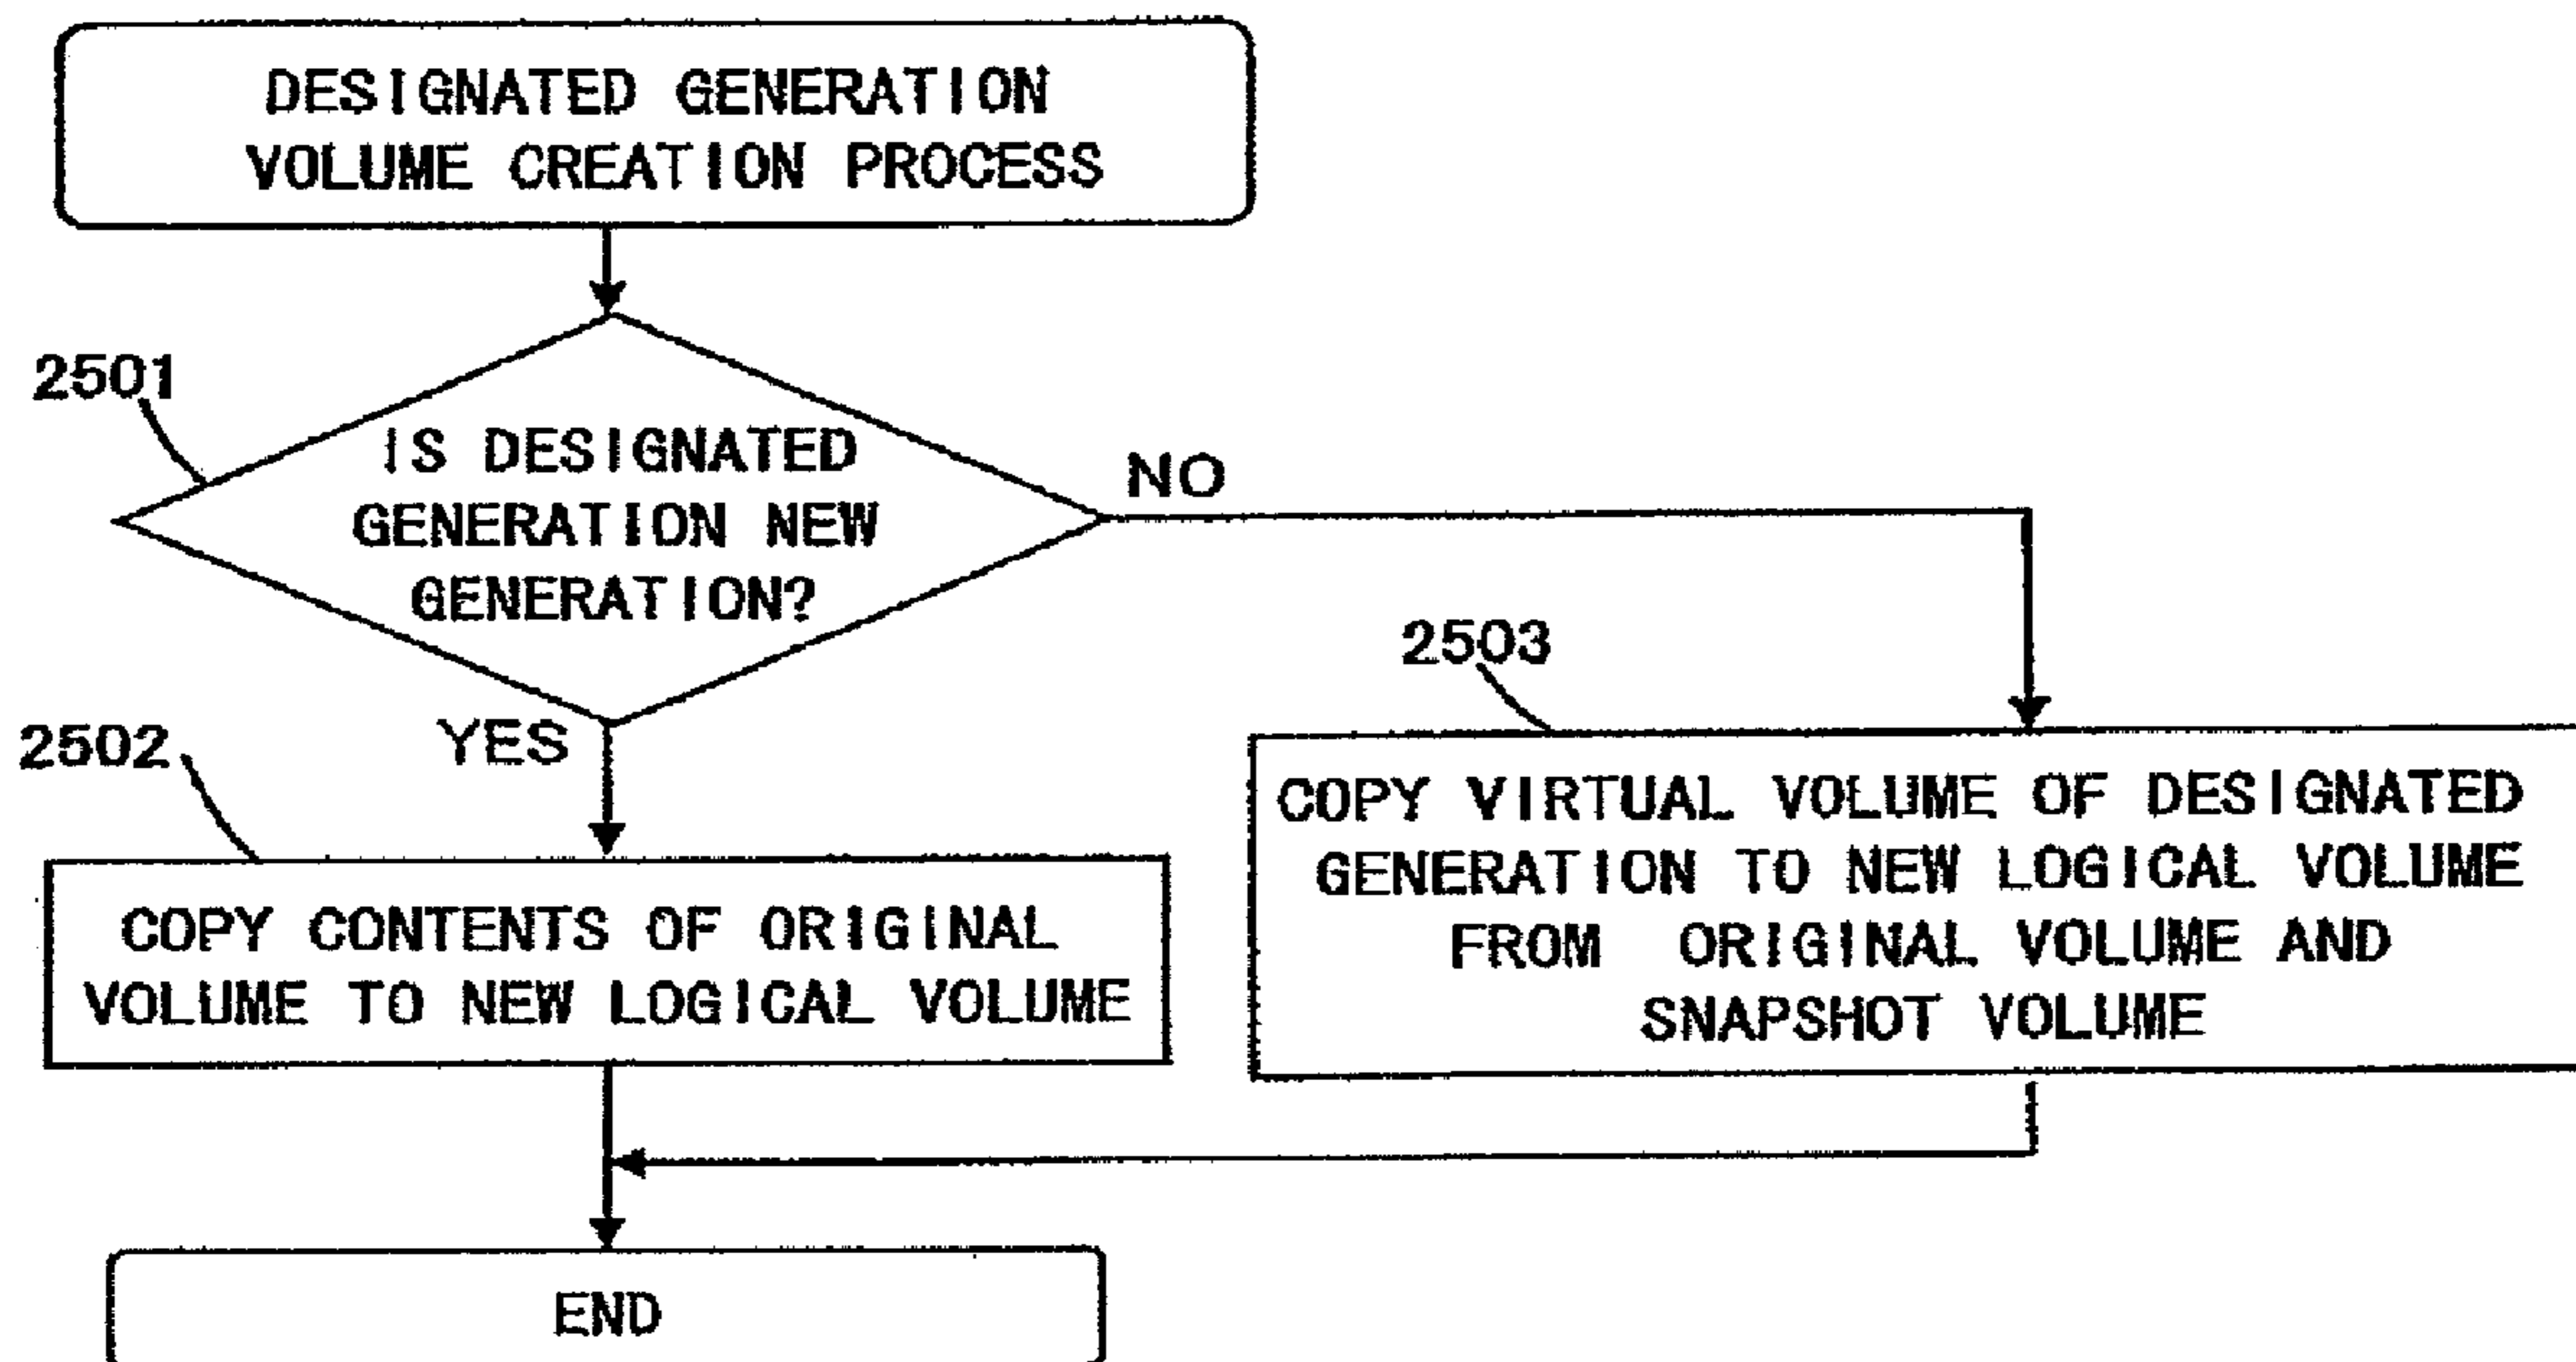 DESIGNATED GENERATION
VOLUME CREATION PROCESS
2501
IS DESIGNATED
GENERATION NEW
GENERATION?
NO
YES
2502
COPY CONTENTS OF ORIGINAL
VOLUME TO NEW LOGICAL VOLUME
2503
COPY VIRTUAL VOLUME OF DESIGNATED
GENERATION TO NEW LOGICAL VOLUME
FROM ORIGINAL VOLUME AND
SNAPSHOT VOLUME
END